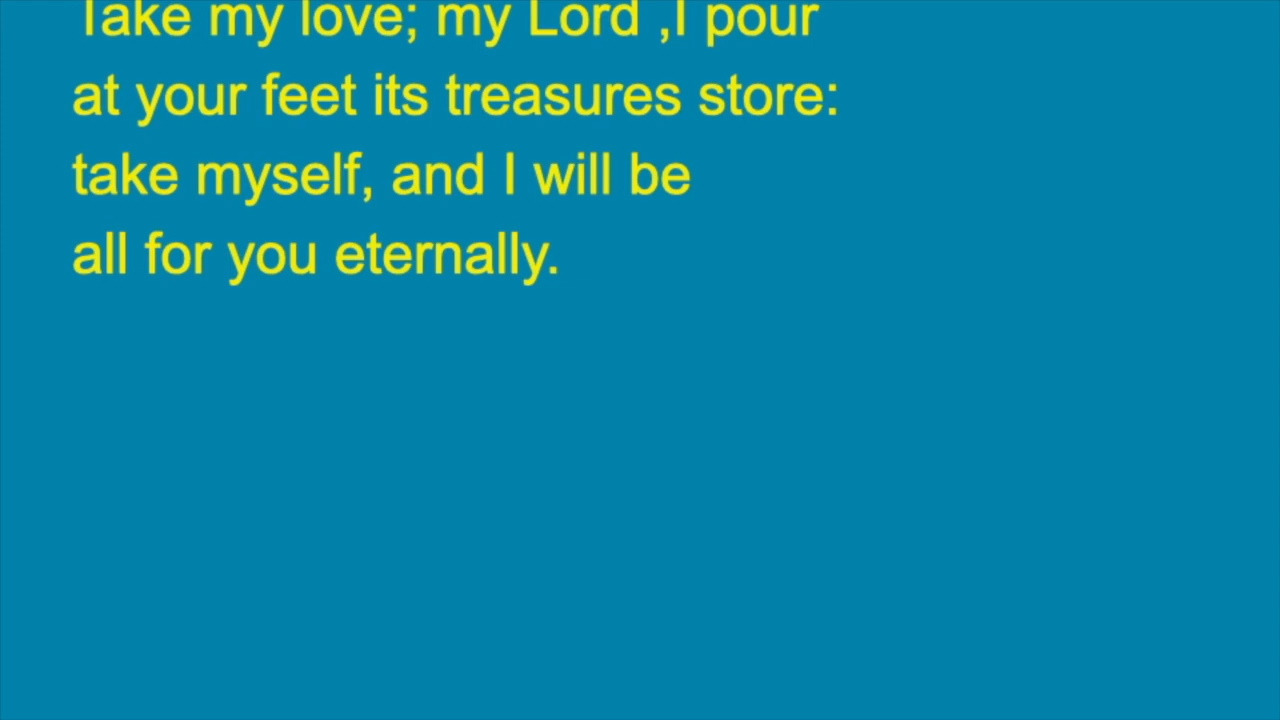 Take my love; my Lord ,I pour
at your feet its treasures store:
take myself, and I will be
all for you eternally.